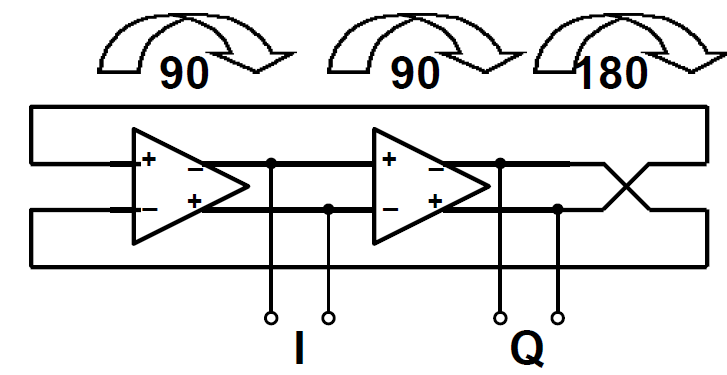 90 90 180
+ − + −
− + − +
I Q